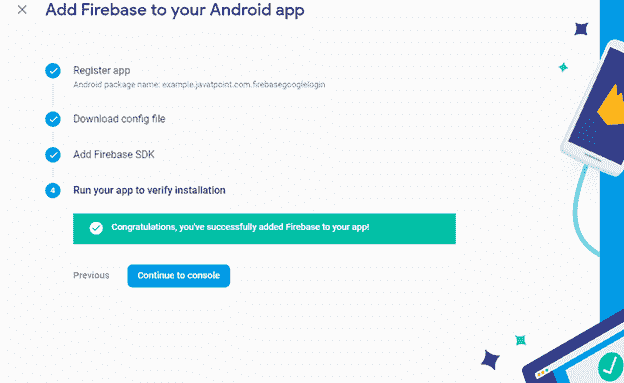 Add Firebase to your Android app
Register app
Android package name: example.javatpoint.com.firebasegooglelogin
Download config file
Add Firebase SDK
4 Run your app to verify installation
Congratulations, you've successfully added Firebase to your app!
Previous Continue to console